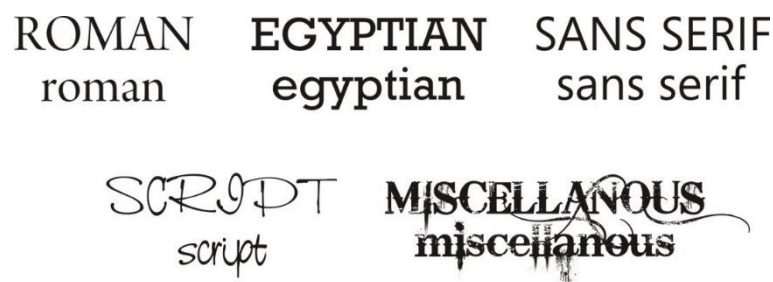 ROMAN EGYPTIAN SANS SERIF
roman egyptian sans serif
SCRIPT MISCELLANOUS
script miscellanous